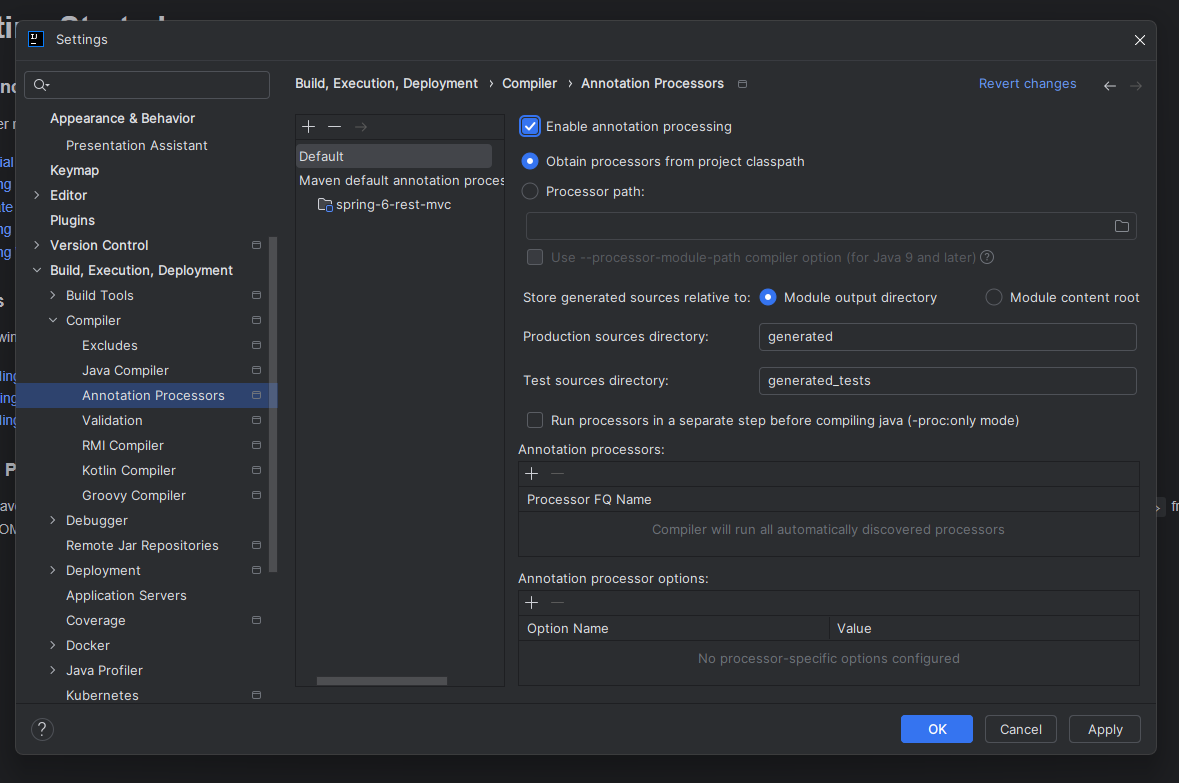 Settings
Build, Execution, Deployment › Compiler › Annotation Processors
Revert changes
Appearance & Behavior
Presentation Assistant
Keymap
Editor
Plugins
Version Control
Build, Execution, Deployment
Build Tools
Compiler
Excludes
Java Compiler
Annotation Processors
Validation
RMI Compiler
Kotlin Compiler
Groovy Compiler
Debugger
Remote Jar Repositories
Deployment
Application Servers
Coverage
Docker
Java Profiler
Kubernetes
Default
Maven default annotation proces
spring-6-rest-mvc
Enable annotation processing
Obtain processors from project classpath
Processor path:
Use --processor-module-path compiler option (for Java 9 and later) ?
Store generated sources relative to: Module output directory Module content root
Production sources directory: generated
Test sources directory: generated_tests
Run processors in a separate step before compiling java (-proc:only mode)
Annotation processors:
Processor FQ Name
Compiler will run all automatically discovered processors
Annotation processor options:
Option Name Value
No processor-specific options configured
? OK Cancel Apply